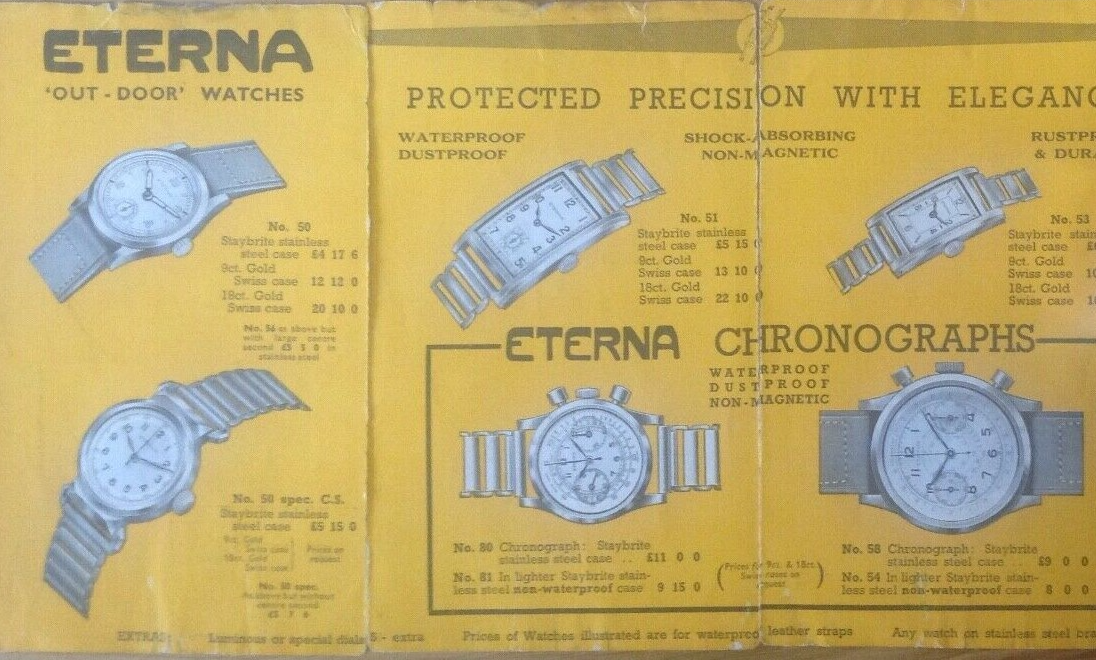 ETERNA
'OUT-DOOR' WATCHES
No. 50
Staybrite stainless
steel case £4 17 6
9ct. Gold
Swiss case 12 12 0
18ct. Gold
Swiss case 20 10 0
No. 56 as above but
with large centre
second £5 5 0 in
stainless steel
No. 50 spec. C.S.
Staybrite stainless
steel case £5 15 0
9ct. Gold
Swiss case
18ct. Gold
Swiss case
Prices on
request
No. 50 spec.
As above but without
centre second
£5 7 6
PROTECTED PRECISION WITH ELEGANC
WATERPROOF
DUSTPROOF
SHOCK-ABSORBING
NON-MAGNETIC
RUSTPR
& DURA
No. 51
Staybrite stainless
steel case £5 15 0
9ct. Gold
Swiss case 13 10 0
18ct. Gold
Swiss case 22 10 0
No. 53
Staybrite stain
steel case £
9ct. Gold
Swiss case 10
18ct. Gold
Swiss case
ETERNA CHRONOGRAPHS
WATERPROOF
DUSTPROOF
NON-MAGNETIC
No. 80 Chronograph: Staybrite
stainless steel case .. £11 0 0
No. 81 In lighter Staybrite stain-
less steel non-waterproof case 9 15 0
(Prices for 9ct. & 18ct.
Swiss cases on
request)
No. 58 Chronograph: Staybrite
stainless steel case £9 0 0
No. 54 In lighter Staybrite stain-
less steel non-waterproof case 8 0 0
EXTRAS: Luminous or special dials 5 - extra Prices of Watches illustrated are for waterproof leather straps Any watch on stainless steel bra